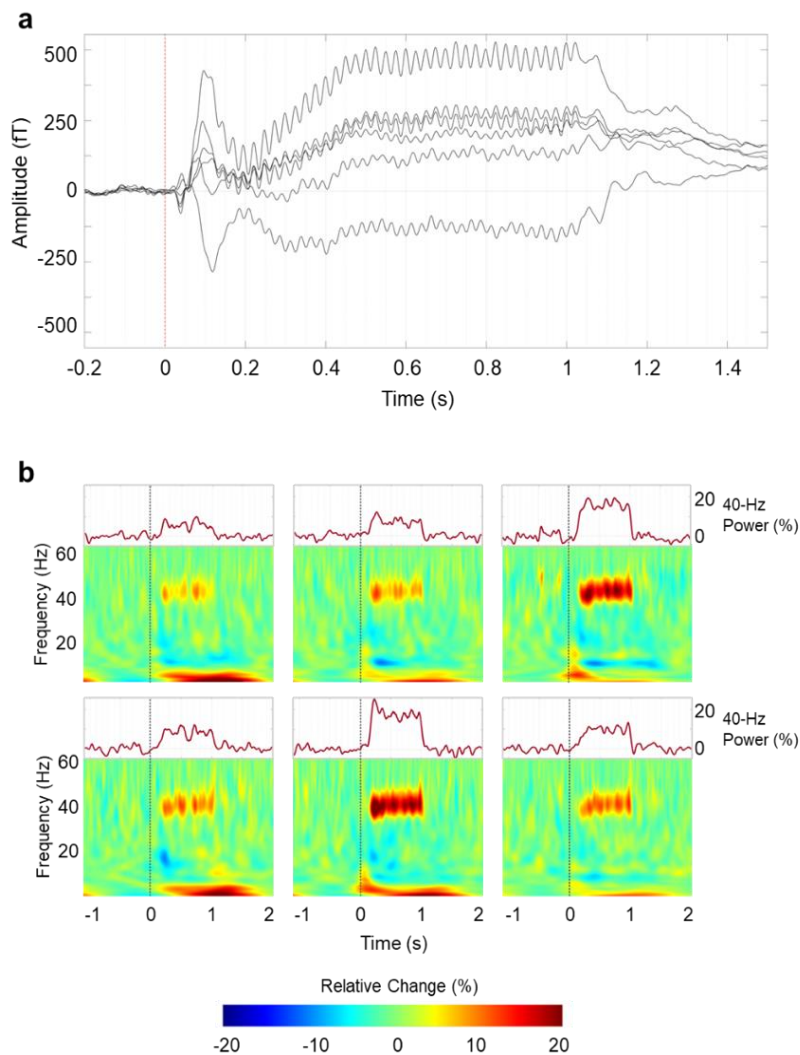 a
500
250
0
-250
-500
Amplitude (fT)
-0.2 0 0.2 0.4 0.6 0.8 1 1.2 1.4
Time (s)
b
20
0
40-Hz
Power (%)
60
40
20
Frequency (Hz)
20
0
40-Hz
Power (%)
60
40
20
Frequency (Hz)
-1 0 1 2 -1 0 1 2 -1 0 1 2
Time (s)
Relative Change (%)
-20 -10 0 10 20